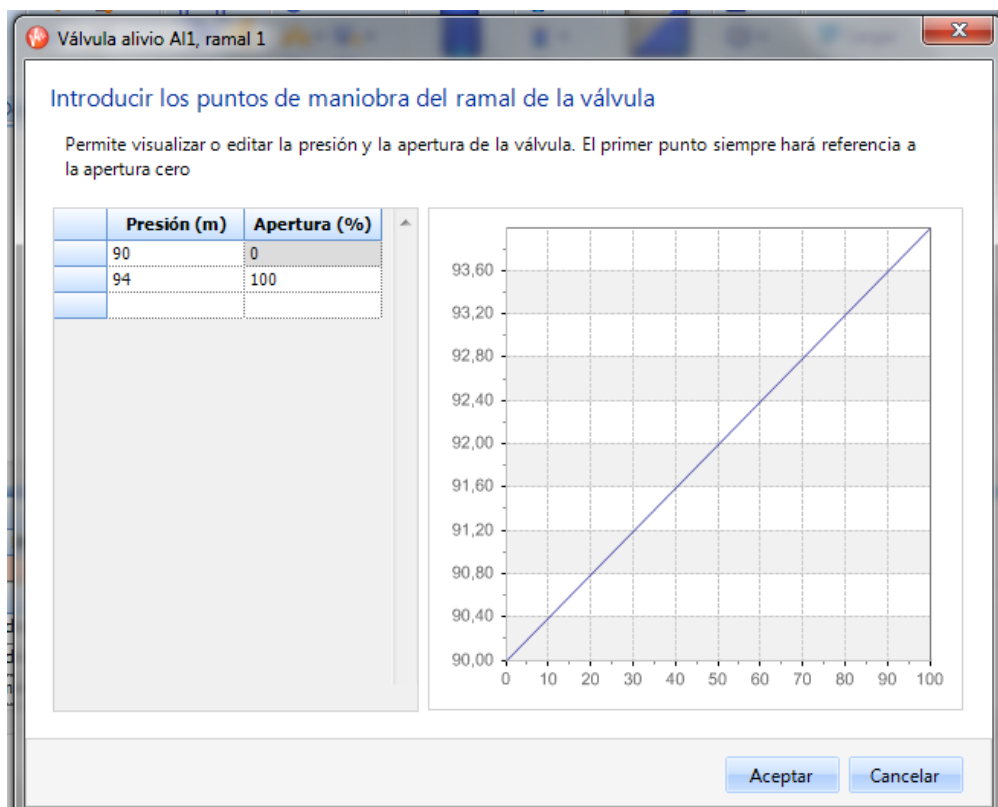 Válvula alivio Al1, ramal 1
x
Introducir los puntos de maniobra del ramal de la válvula
Permite visualizar o editar la presión y la apertura de la válvula. El primer punto siempre hará referencia a
la apertura cero
Presión (m) Apertura (%)
90 0
94 100
93,60
93,20
92,80
92,40
92,00
91,60
91,20
90,80
90,40
90,00
0 10 20 30 40 50 60 70 80 90 100
Aceptar Cancelar